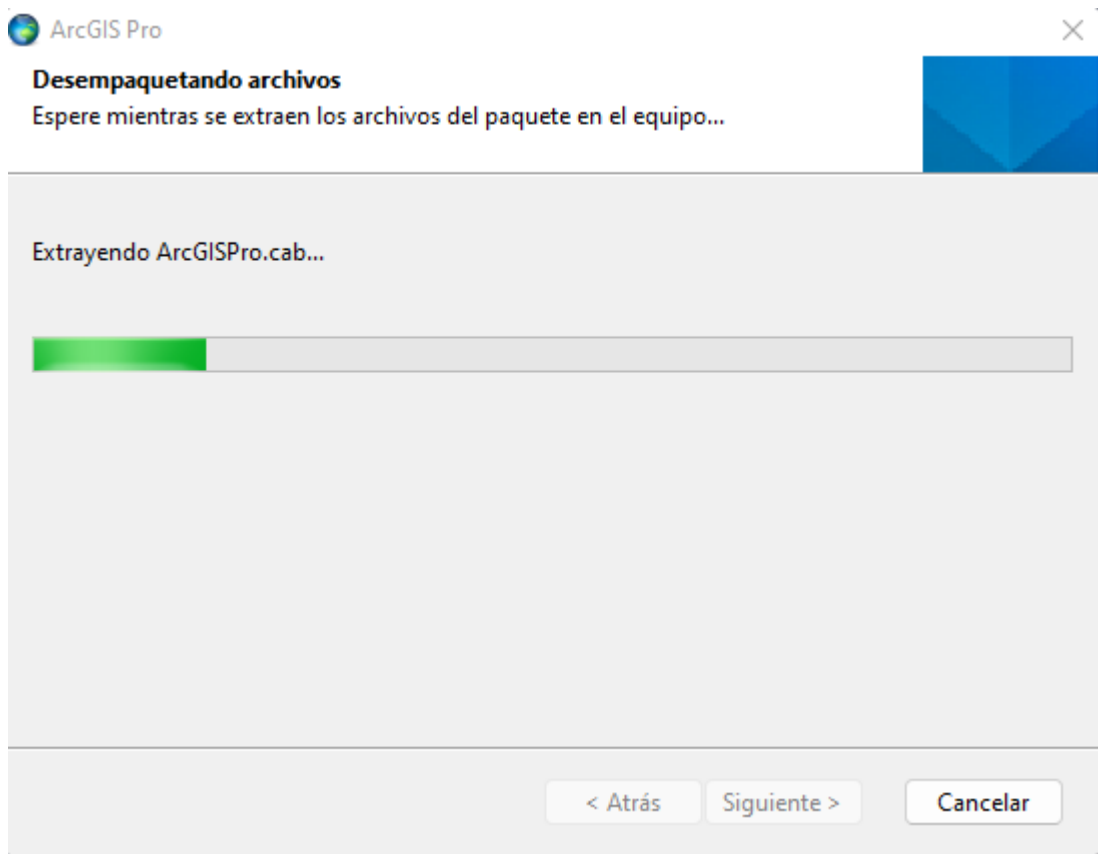 ArcGIS Pro
Desempaquetando archivos
Espere mientras se extraen los archivos del paquete en el equipo...
Extrayendo ArcGISPro.cab...
< Atrás
Siguiente >
Cancelar